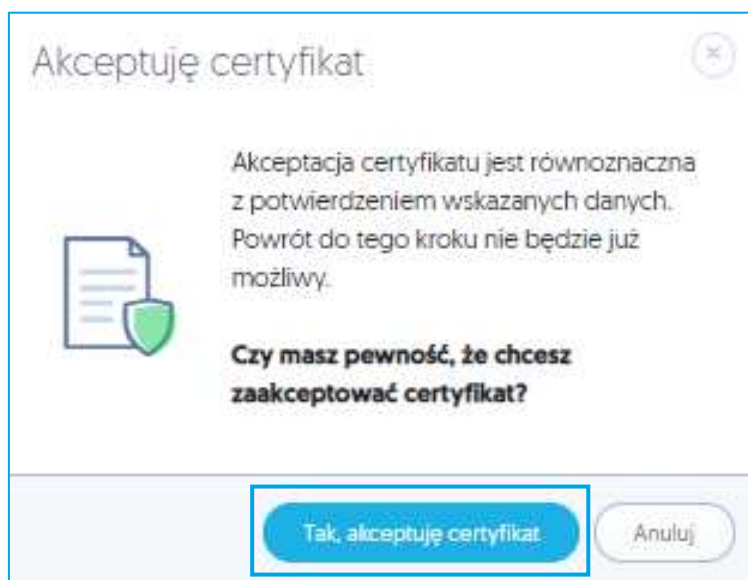 Akceptuję certyfikat
Akceptacja certyfikatu jest równoznaczna
z potwierdzeniem wskazanych danych.
Powrót do tego kroku nie będzie już
możliwy.
Czy masz pewność, że chcesz
zaakceptować certyfikat?
Tak, akceptuję certyfikat
Anuluj